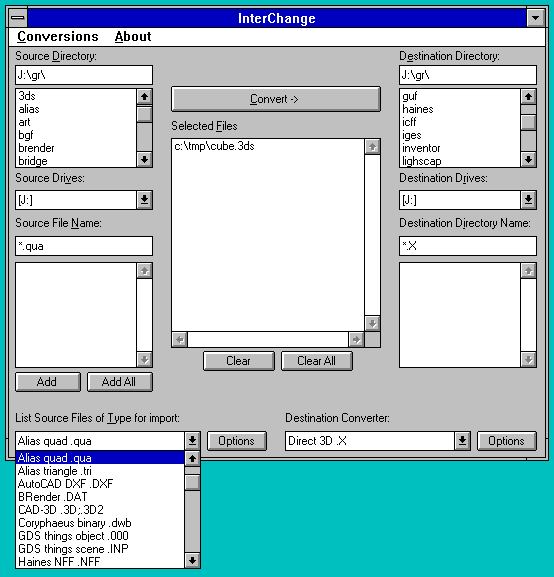 InterChange
Conversions About
Source Directory:
J:\gr\
3ds
alias
art
bgf
brender
bridge
Source Drives:
[J:]
Source File Name:
*.qua
Add
Add All
Convert ->
Selected Files
c:\tmp\cube.3ds
Clear
Clear All
Destination Directory:
J:\gr\
guf
haines
icff
iges
inventor
lighscap
Destination Drives:
[J:]
Destination Directory Name:
*.X
List Source Files of Type for import:
Alias quad .qua
Options
Alias quad .qua
Alias triangle .tri
AutoCAD DXF .DXF
BRender .DAT
CAD-3D .3D;.3D2
Coryphaeus binary .dwb
GDS things object .000
GDS things scene .INP
Haines NFF .NFF
Destination Converter:
Direct 3D .X
Options